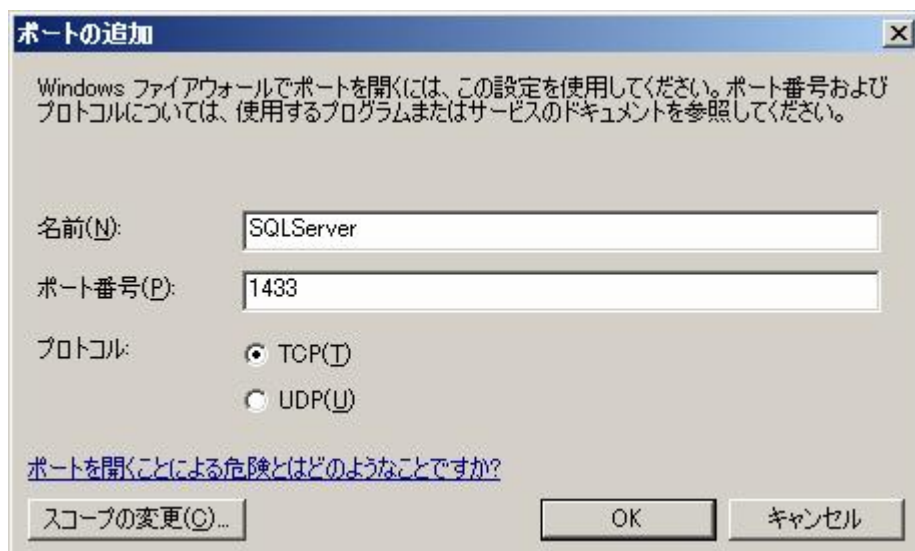 ポートの追加
Windows ファイアウォールでポートを開くには、この設定を使用してください。ポート番号および
プロトコルについては、使用するプログラムまたはサービスのドキュメントを参照してください。
名前(N): SQLServer
ポート番号(P): 1433
プロトコル: TCP(T)
UDP(U)
ポートを開くことによる危険とはどのようなことですか?
スコープの変更(C)... OK キャンセル